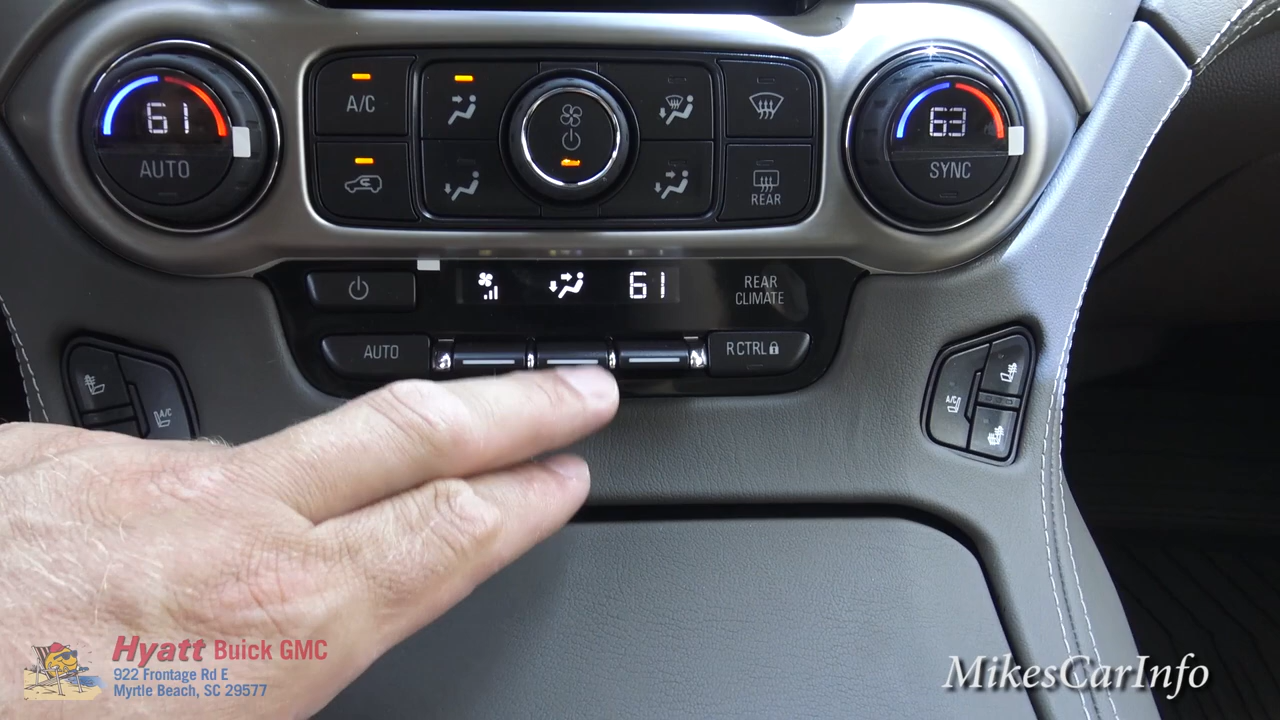 61
AUTO
A/C
REAR
63
SYNC
61
REAR
CLIMATE
AUTO
R CTRL
A/C
A/C
Hyatt Buick GMC
922 Frontage Rd E
Myrtle Beach, SC 29577
MikesCarInfo